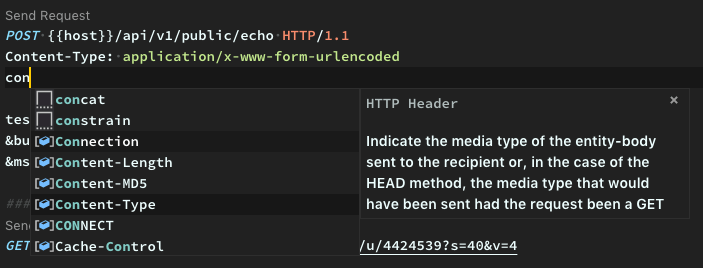 Send Request
POST {{host}}/api/v1/public/echo HTTP/1.1
Content-Type: application/x-www-form-urlencoded
con
concat
constrain
Connection
Content-Length
Content-MD5
Content-Type
CONNECT
Cache-Control
HTTP Header ×
Indicate the media type of the entity-body
sent to the recipient or, in the case of the
HEAD method, the media type that would
have been sent had the request been a GET
tes
&bu
&ms
###
Send
GET
/u/4424539?s=40&v=4